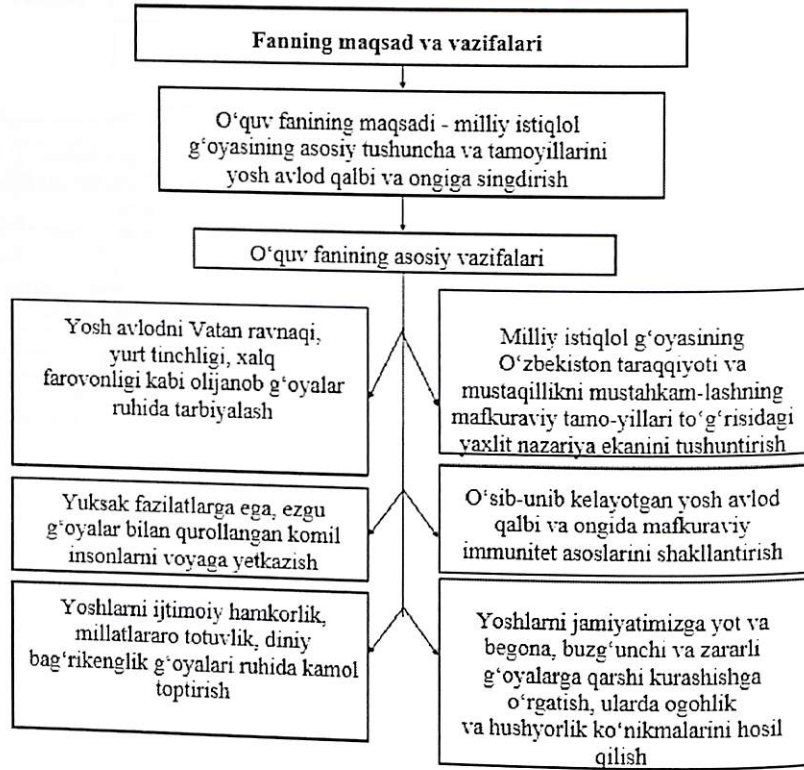 Fanning maqsad va vazifalari
O‘quv fanining maqsadi - milliy istiqlol
g‘oyasining asosiy tushuncha va tamoyillarini
yosh avlod qalbi va ongiga singdirish
O‘quv fanining asosiy vazifalari
Yosh avlodni Vatan ravnaqi,
yurt tinchligi, xalq
farovonligi kabi olijanob g‘oyalar
ruhida tarbiyalash
Milliy istiqlol g‘oyasining
O‘zbekiston taraqqiyoti va
mustaqillikni mustahkam-lashning
mafkuraviy tamo-yillari to‘g‘risidagi
yaxlit nazariya ekanini tushuntirish
Yuksak fazilatlarga ega, ezgu
g‘oyalar bilan qurollangan komil
insonlarni voyaga yetkazish
O‘sib-unib kelayotgan yosh avlod
qalbi va ongida mafkuraviy
immunitet asoslarini shakllantirish
Yoshlarni ijtimoiy hamkorlik,
millatlararo totuvlik, diniy
bag‘rikenglik g‘oyalari ruhida kamol
toptirish
Yoshlarni jamiyatimizga yot va
begona, buzg‘unchi va zararli
g‘oyalarga qarshi kurashishga
o‘rgatish, ularda ogohlik
va hushyorlik ko‘nikmalarini hosil
qilish